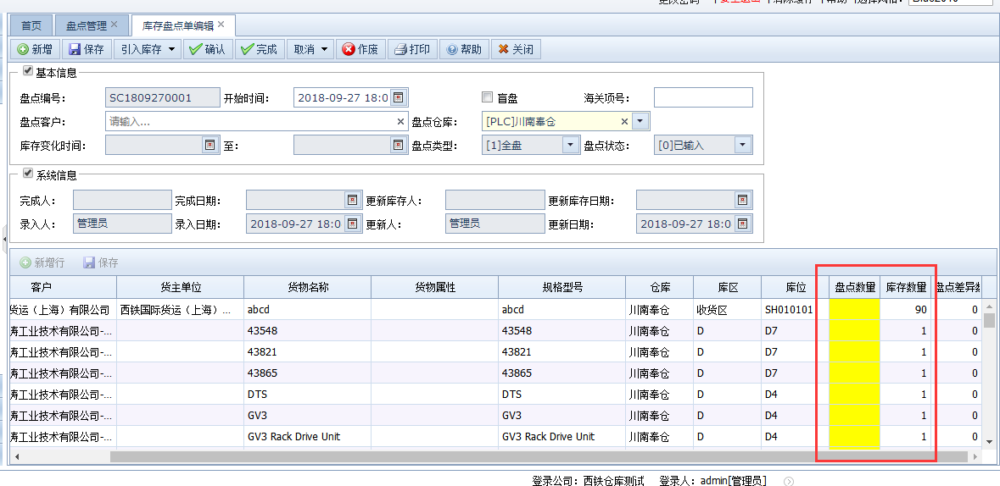 首页 盘点管理 × 库存盘点单编辑 ×
新增 保存 引入库存 确认 完成 取消 作废 打印 帮助 关闭
基本信息
盘点编号： SC1809270001 开始时间： 2018-09-27 18:0 盲盘 海关项号：
盘点客户： 请输入... × 盘点仓库： [PLC]川南奉仓 ×
库存变化时间： 至： 盘点类型： [1]全盘 盘点状态： [0]已输入
系统信息
完成人： 完成日期： 更新库存人： 更新库存日期：
录入人： 管理员 录入日期： 2018-09-27 18:0 更新人： 管理员 更新日期： 2018-09-27 18:0
新增行 保存
客户 货主单位 货物名称 货物属性 规格型号 仓库 库区 库位 盘点数量 库存数量 盘点差异数
货运（上海）有限公司 西铁国际货运（上海）... abcd abcd 川南奉仓 收货区 SH010101 90 0
涛工业技术有限公司-... 43548 43548 川南奉仓 D D7 1 0
涛工业技术有限公司-... 43821 43821 川南奉仓 D D7 1 0
涛工业技术有限公司-... 43865 43865 川南奉仓 D D7 1 0
涛工业技术有限公司-... DTS DTS 川南奉仓 D D4 1 0
涛工业技术有限公司-... GV3 GV3 川南奉仓 D D4 1 0
涛工业技术有限公司-... GV3 Rack Drive Unit GV3 Rack Drive Unit 川南奉仓 D D4 1 0
登录公司：西铁仓库测试 登录人：admin[管理员]